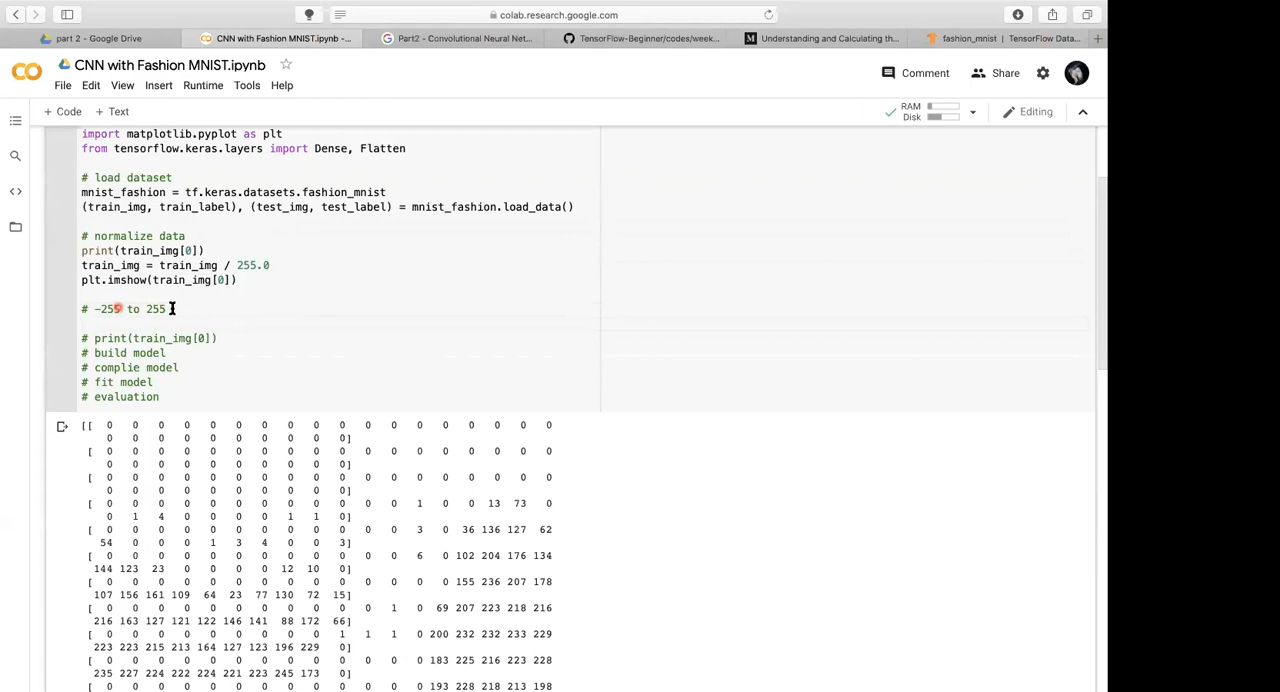 colab.research.google.com
part 2 - Google Drive
CNN with Fashion MNIST.ipynb -...
Part2 - Convolutional Neural Net...
TensorFlow-Beginner/codes/week...
Understanding and Calculating th...
fashion_mnist | TensorFlow Data...
CNN with Fashion MNIST.ipynb
Comment
Share
File Edit View Insert Runtime Tools Help
+ Code + Text
RAM
Disk
Editing
import matplotlib.pyplot as plt
from tensorflow.keras.layers import Dense, Flatten
# load dataset
mnist_fashion = tf.keras.datasets.fashion_mnist
(train_img, train_label), (test_img, test_label) = mnist_fashion.load_data()
# normalize data
print(train_img[0])
train_img = train_img / 255.0
plt.imshow(train_img[0])
# -255 to 255
# print(train_img[0])
# build model
# complie model
# fit model
# evaluation
[[ 0 0 0 0 0 0 0 0 0 0 0 0 0 0 0 0 0 0
0 0 0 0 0 0 0 0 0 0]
[ 0 0 0 0 0 0 0 0 0 0 0 0 0 0 0 0 0 0
0 0 0 0 0 0 0 0 0 0]
[ 0 0 0 0 0 0 0 0 0 0 0 0 0 0 0 0 0 0
0 0 0 0 0 0 0 0 0 0]
[ 0 0 0 0 0 0 0 0 0 0 0 0 1 0 0 13 73 0
0 1 4 0 0 0 0 1 1 0]
[ 0 0 0 0 0 0 0 0 0 0 0 0 3 0 36 136 127 62
54 0 0 0 1 3 4 0 0 3]
[ 0 0 0 0 0 0 0 0 0 0 0 0 6 0 102 204 176 134
144 123 23 0 0 0 0 12 10 0]
[ 0 0 0 0 0 0 0 0 0 0 0 0 0 0 155 236 207 178
107 156 161 109 64 23 77 130 72 15]
[ 0 0 0 0 0 0 0 0 0 0 0 1 0 69 207 223 218 216
216 163 127 121 122 146 141 88 172 66]
[ 0 0 0 0 0 0 0 0 0 1 1 1 0 200 232 232 233 229
223 223 215 213 164 127 123 196 229 0]
[ 0 0 0 0 0 0 0 0 0 0 0 0 0 183 225 216 223 228
235 227 224 222 224 221 223 245 173 0]
[ 0 0 0 0 0 0 0 0 0 0 0 0 0 193 228 218 213 198